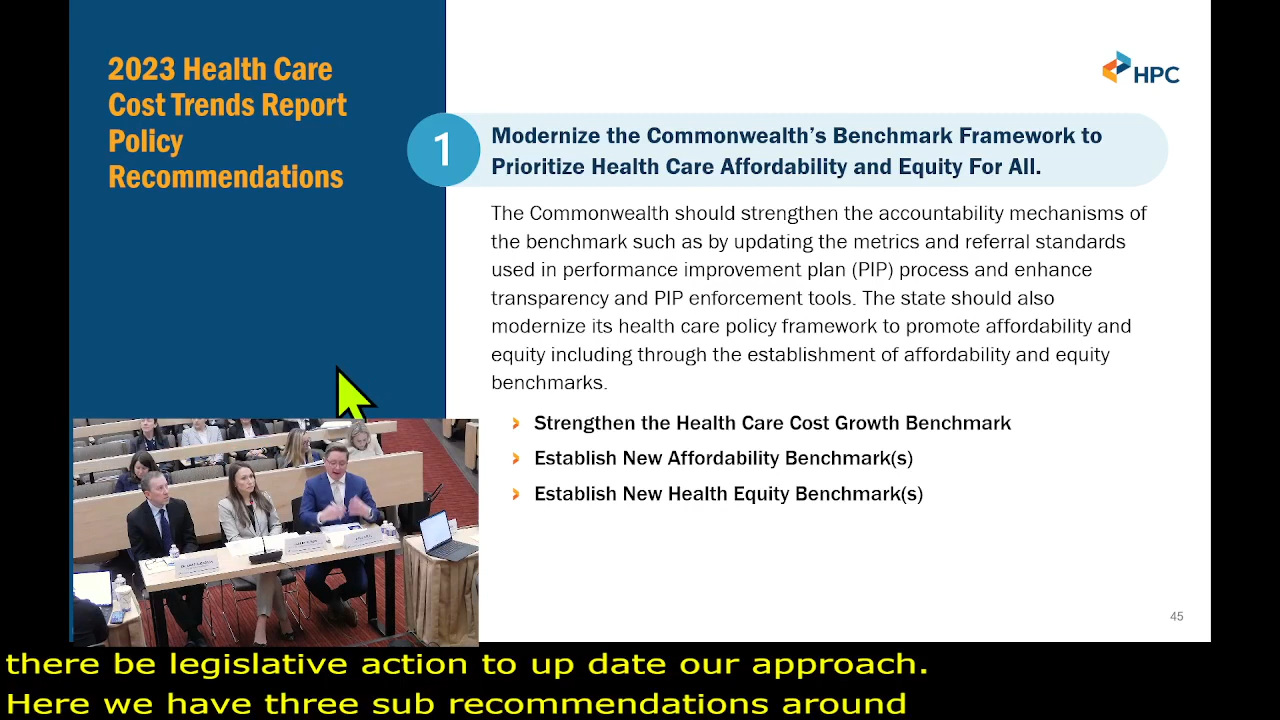 2023 Health Care
Cost Trends Report
Policy
Recommendations
HPC
1
Modernize the Commonwealth’s Benchmark Framework to
Prioritize Health Care Affordability and Equity For All.
The Commonwealth should strengthen the accountability mechanisms of
the benchmark such as by updating the metrics and referral standards
used in performance improvement plan (PIP) process and enhance
transparency and PIP enforcement tools. The state should also
modernize its health care policy framework to promote affordability and
equity including through the establishment of affordability and equity
benchmarks.
Strengthen the Health Care Cost Growth Benchmark
Establish New Affordability Benchmark(s)
Establish New Health Equity Benchmark(s)
45
there be legislative action to up date our approach.
Here we have three sub recommendations around